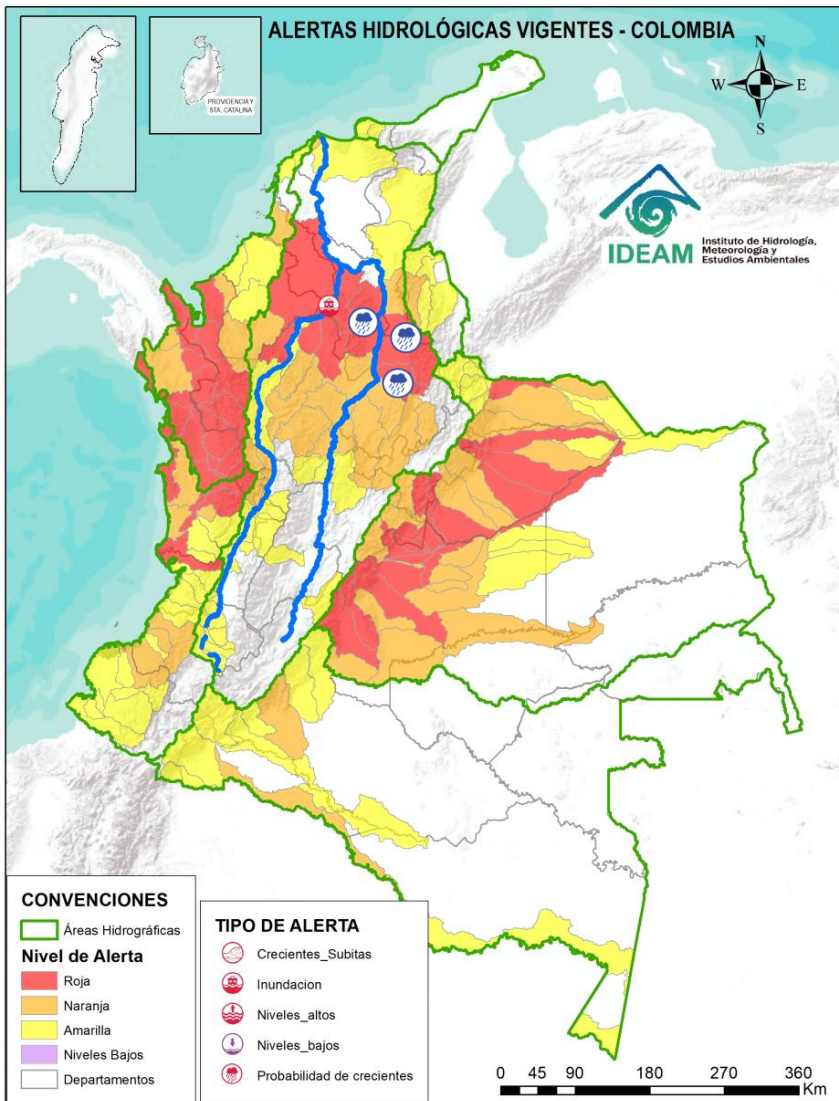 ALERTAS HIDROLÓGICAS VIGENTES - COLOMBIA
PROVIDENCIA Y
STA. CATALINA
N
W
E
S
IDEAM
Instituto de Hidrología,
Meteorología y
Estudios Ambientales
CONVENCIONES
Áreas Hidrográficas
Nivel de Alerta
Roja
Naranja
Amarilla
Niveles Bajos
Departamentos
TIPO DE ALERTA
Crecientes_Subitas
Inundacion
Niveles_altos
Niveles_bajos
Probabilidad de crecientes
0 45 90 180 270 360
Km